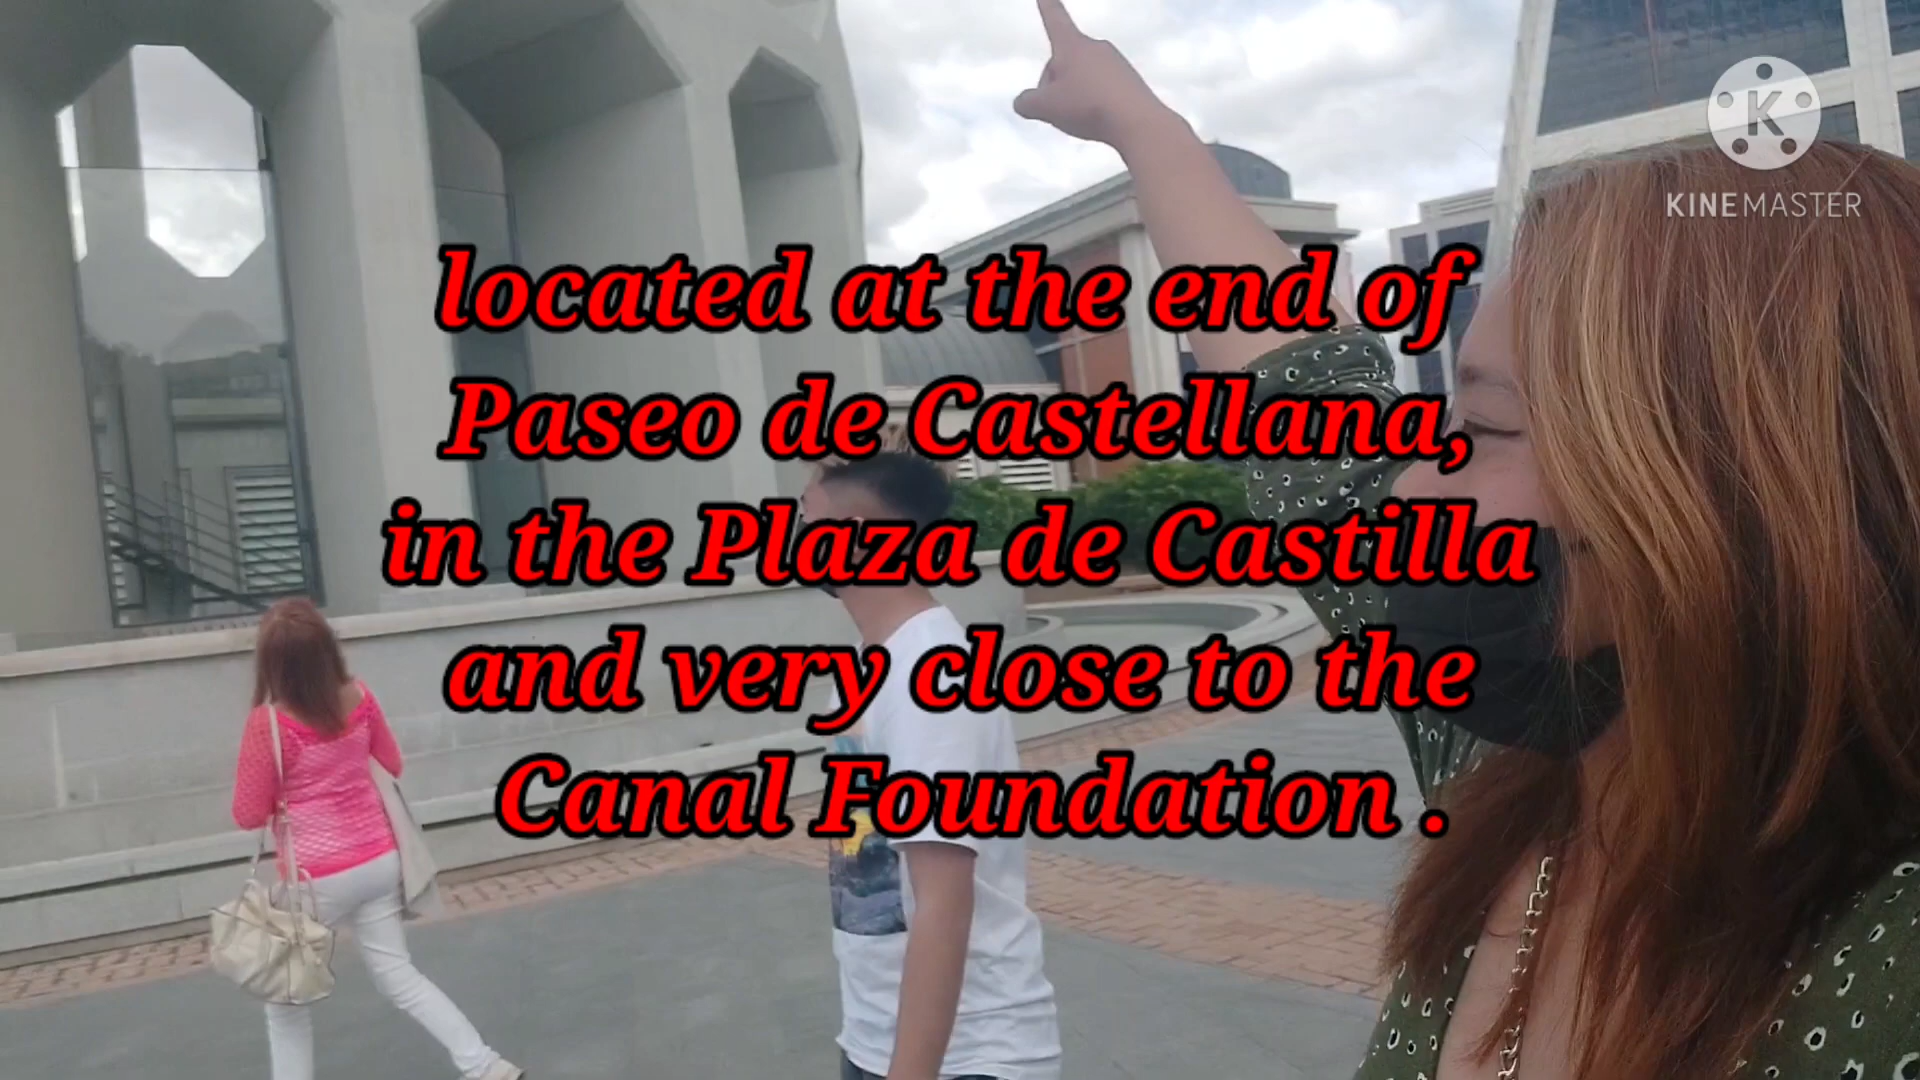 K
KINEMASTER
located at the end of
Paseo de Castellana,
in the Plaza de Castilla
and very close to the
Canal Foundation .